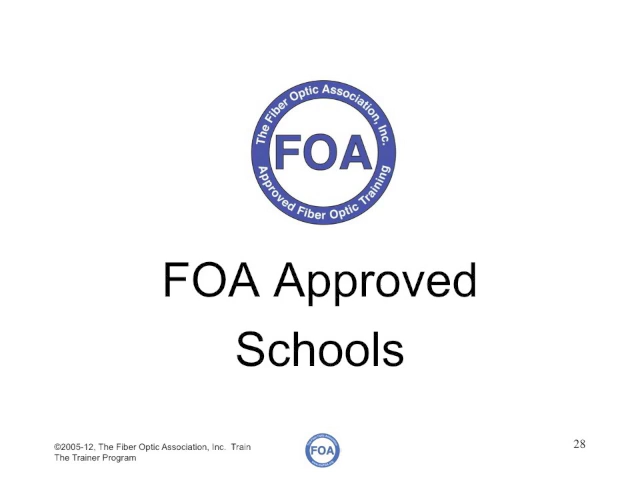 The Fiber Optic Association, Inc.
FOA
Approved Fiber Optic Training
FOA Approved
Schools
©2005-12, The Fiber Optic Association, Inc. Train
The Trainer Program
FOA
28